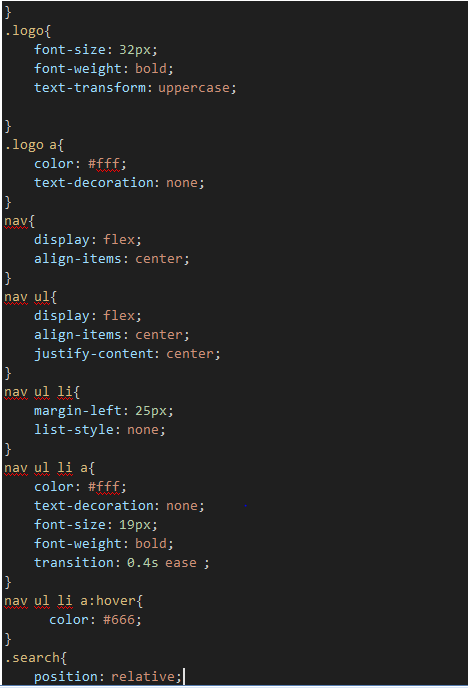 }
.logo{
font-size: 32px;
font-weight: bold;
text-transform: uppercase;
}
.logo a{
color: #fff;
text-decoration: none;
}
nav{
display: flex;
align-items: center;
}
nav ul{
display: flex;
align-items: center;
justify-content: center;
}
nav ul li{
margin-left: 25px;
list-style: none;
}
nav ul li a{
color: #fff;
text-decoration: none;
font-size: 19px;
font-weight: bold;
transition: 0.4s ease ;
}
nav ul li a:hover{
color: #666;
}
.search{
position: relative;